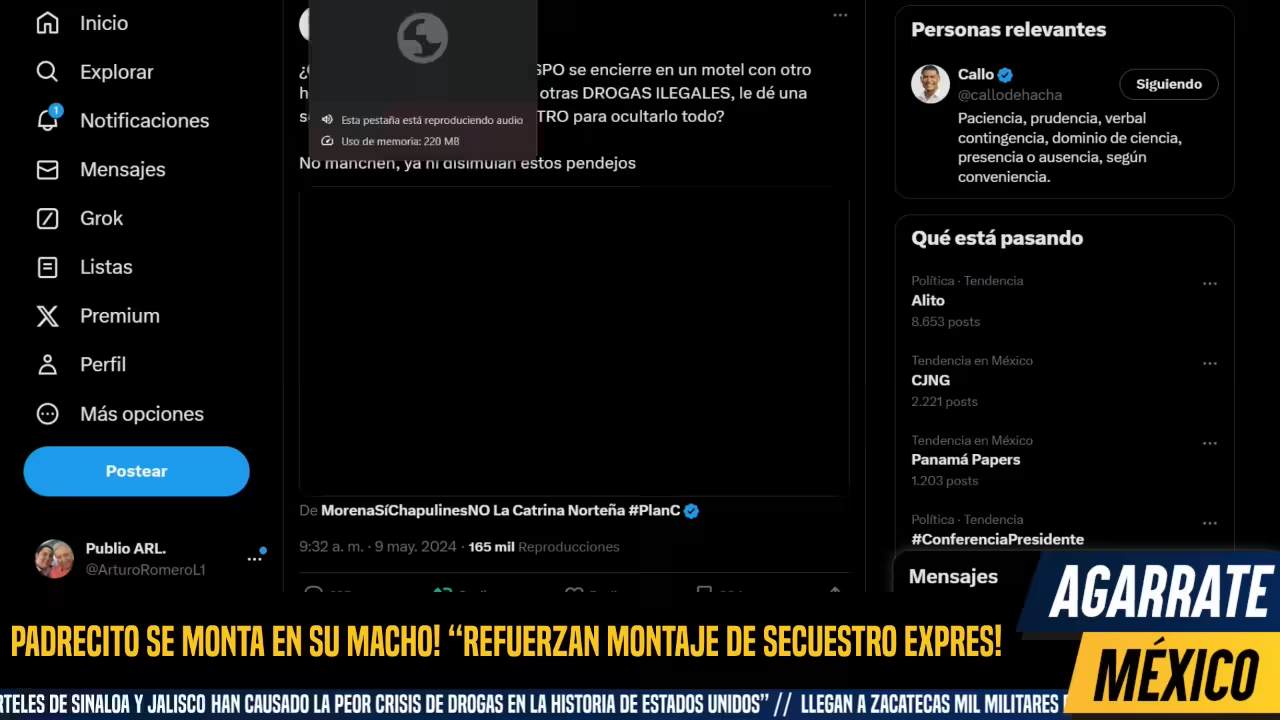 Inicio
Explorar
1
Notificaciones
Mensajes
Grok
Listas
Premium
Perfil
Más opciones
Postear
Publio ARL.
@ArturoRomeroL1
SPO se encierre en un motel con otro
otras DROGAS ILEGALES, le dé una
TRO para ocultarlo todo?
No manchen, ya ni disimulan estos pendejos
Esta pestaña está reproduciendo audio
Uso de memoria: 220 MB
De MorenaSíChapulinesNO La Catrina Norteña #PlanC
9:32 a. m. · 9 may. 2024 · 165 mil Reproducciones
Personas relevantes
Callo
@callodehacha
Siguiendo
Paciencia, prudencia, verbal
contingencia, dominio de ciencia,
presencia o ausencia, según
conveniencia.
Qué está pasando
Política · Tendencia
Alito
8.653 posts
Tendencia en México
CJNG
2.221 posts
Tendencia en México
Panamá Papers
1.203 posts
Política · Tendencia
#ConferenciaPresidente
Mensajes
AGARRATE
MÉXICO
PADRECITO SE MONTA EN SU MACHO! “REFUERZAN MONTAJE DE SECUESTRO EXPRES!
RTELES DE SINALOA Y JALISCO HAN CAUSADO LA PEOR CRISIS DE DROGAS EN LA HISTORIA DE ESTADOS UNIDOS” // LLEGAN A ZACATECAS MIL MILITARES